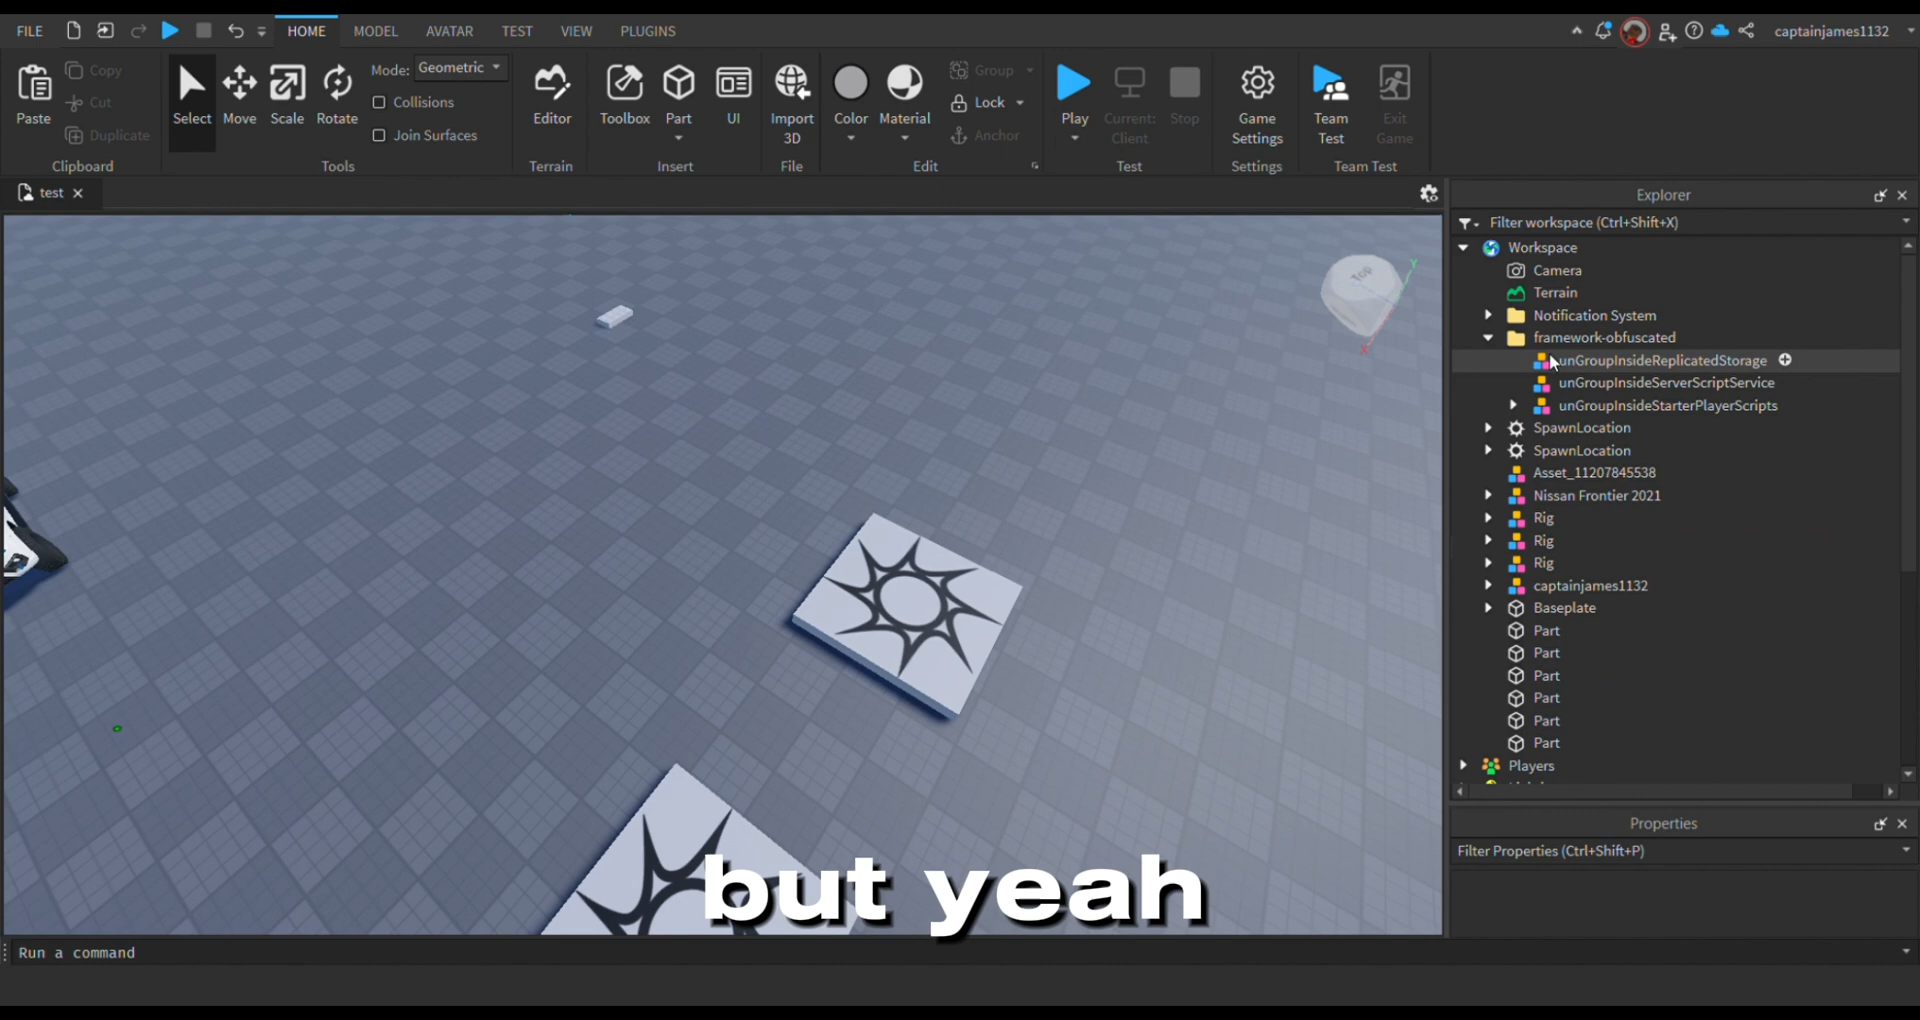 FILE HOME MODEL AVATAR TEST VIEW PLUGINS captainjames1132
Paste Copy Cut Duplicate Clipboard
Select Move Scale Rotate Mode: Geometric Collisions Join Surfaces Tools
Editor Terrain
Toolbox Part UI Insert
Import 3D File
Color Material Group Lock Anchor Edit
Play Current: Client Stop Test
Game Settings Settings
Team Test Exit Game Team Test
test
Explorer
Filter workspace (Ctrl+Shift+X)
Workspace
Camera
Terrain
Notification System
framework-obfuscated
unGroupInsideReplicatedStorage
unGroupInsideServerScriptService
unGroupInsideStarterPlayerScripts
SpawnLocation
SpawnLocation
Asset_11207845538
Nissan Frontier 2021
Rig
Rig
Rig
captainjames1132
Baseplate
Part
Part
Part
Part
Part
Part
Players
Top
Y
X
Properties
Filter Properties (Ctrl+Shift+P)
but yeah
Run a command